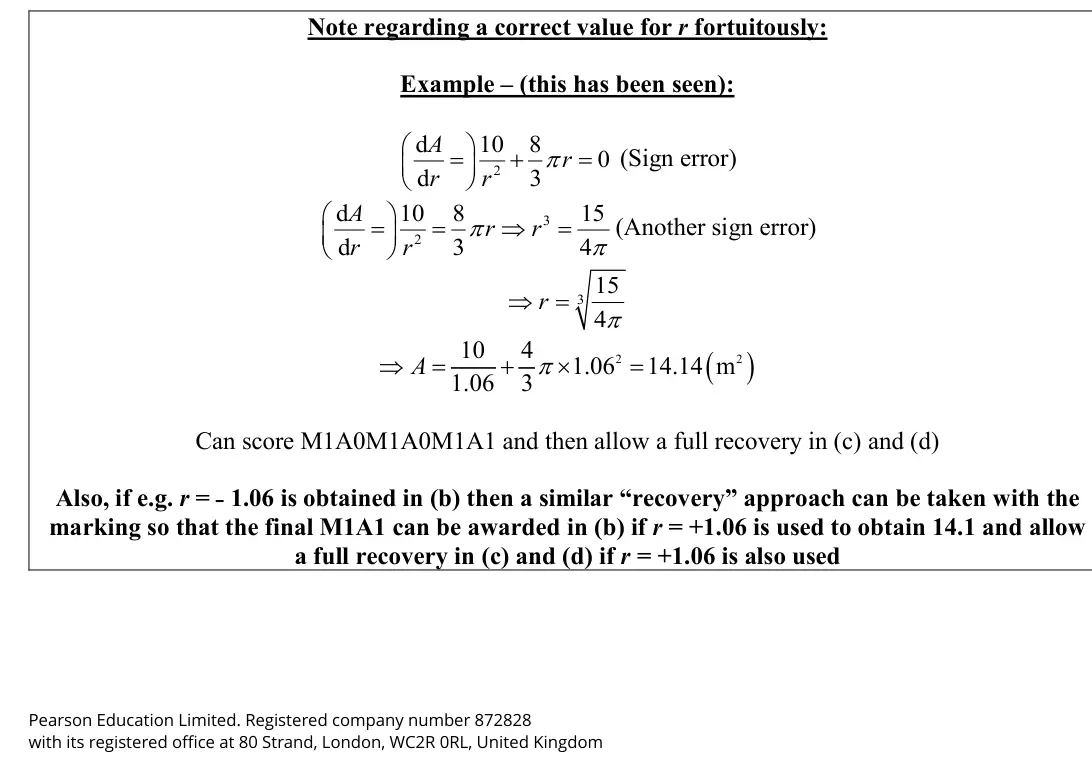 Note regarding a correct value for r fortuitously:
Example – (this has been seen):
(dA/dr =) 10/r² + 8/3 πr = 0 (Sign error)
(dA/dr =) 10/r² = 8/3 πr ⇒ r³ = 15/4π (Another sign error)
⇒ r = ∛(15/4π)
⇒ A = 10/1.06 + 4/3 π × 1.06² = 14.14 (m²)
Can score M1A0M1A0M1A1 and then allow a full recovery in (c) and (d)
Also, if e.g. r = - 1.06 is obtained in (b) then a similar “recovery” approach can be taken with the
marking so that the final M1A1 can be awarded in (b) if r = +1.06 is used to obtain 14.1 and allow
a full recovery in (c) and (d) if r = +1.06 is also used
Pearson Education Limited. Registered company number 872828
with its registered office at 80 Strand, London, WC2R 0RL, United Kingdom